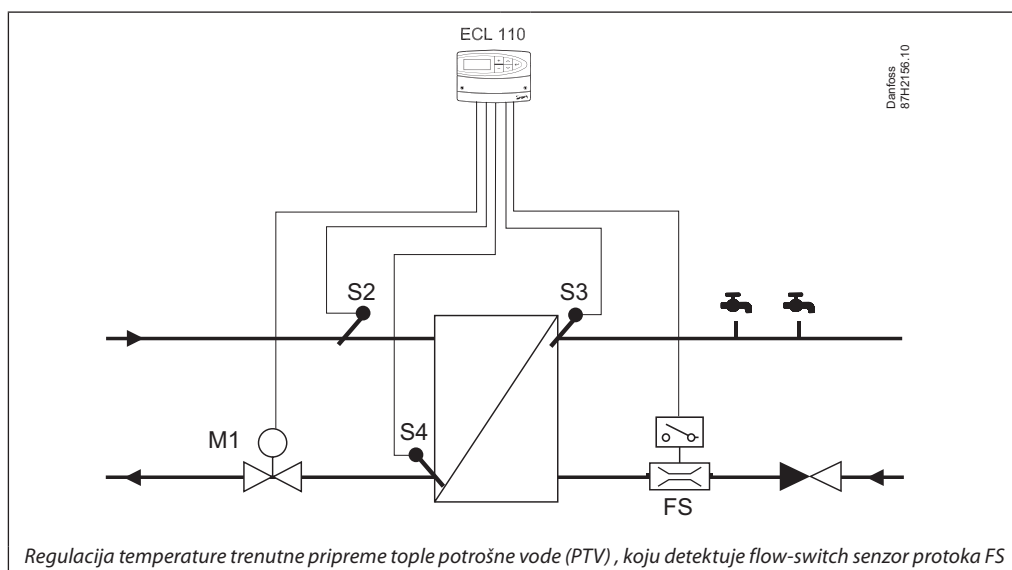 ECL 110
Danfoss
87H2156.10
S2
S3
M1
S4
FS
Regulacija temperature trenutne pripreme tople potrošne vode (PTV) , koju detektuje flow-switch senzor protoka FS